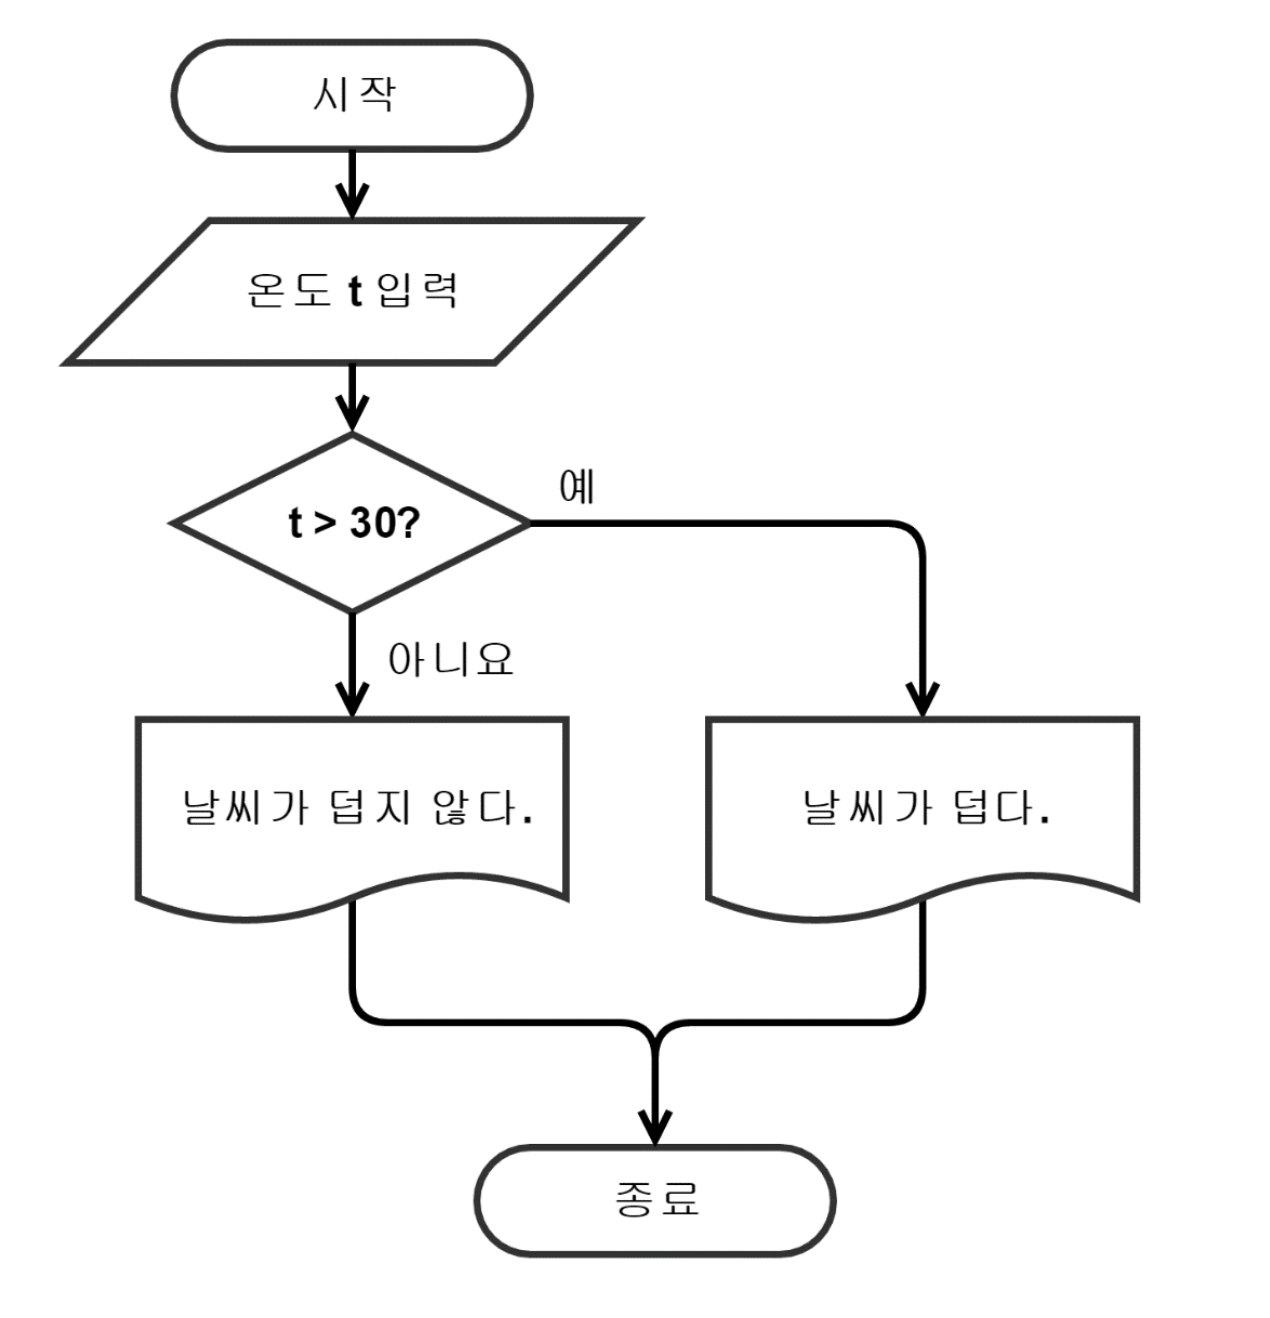 시작
온도 t 입력
t > 30?
예
아니요
날씨가 덥지 않다.
날씨가 덥다.
종료